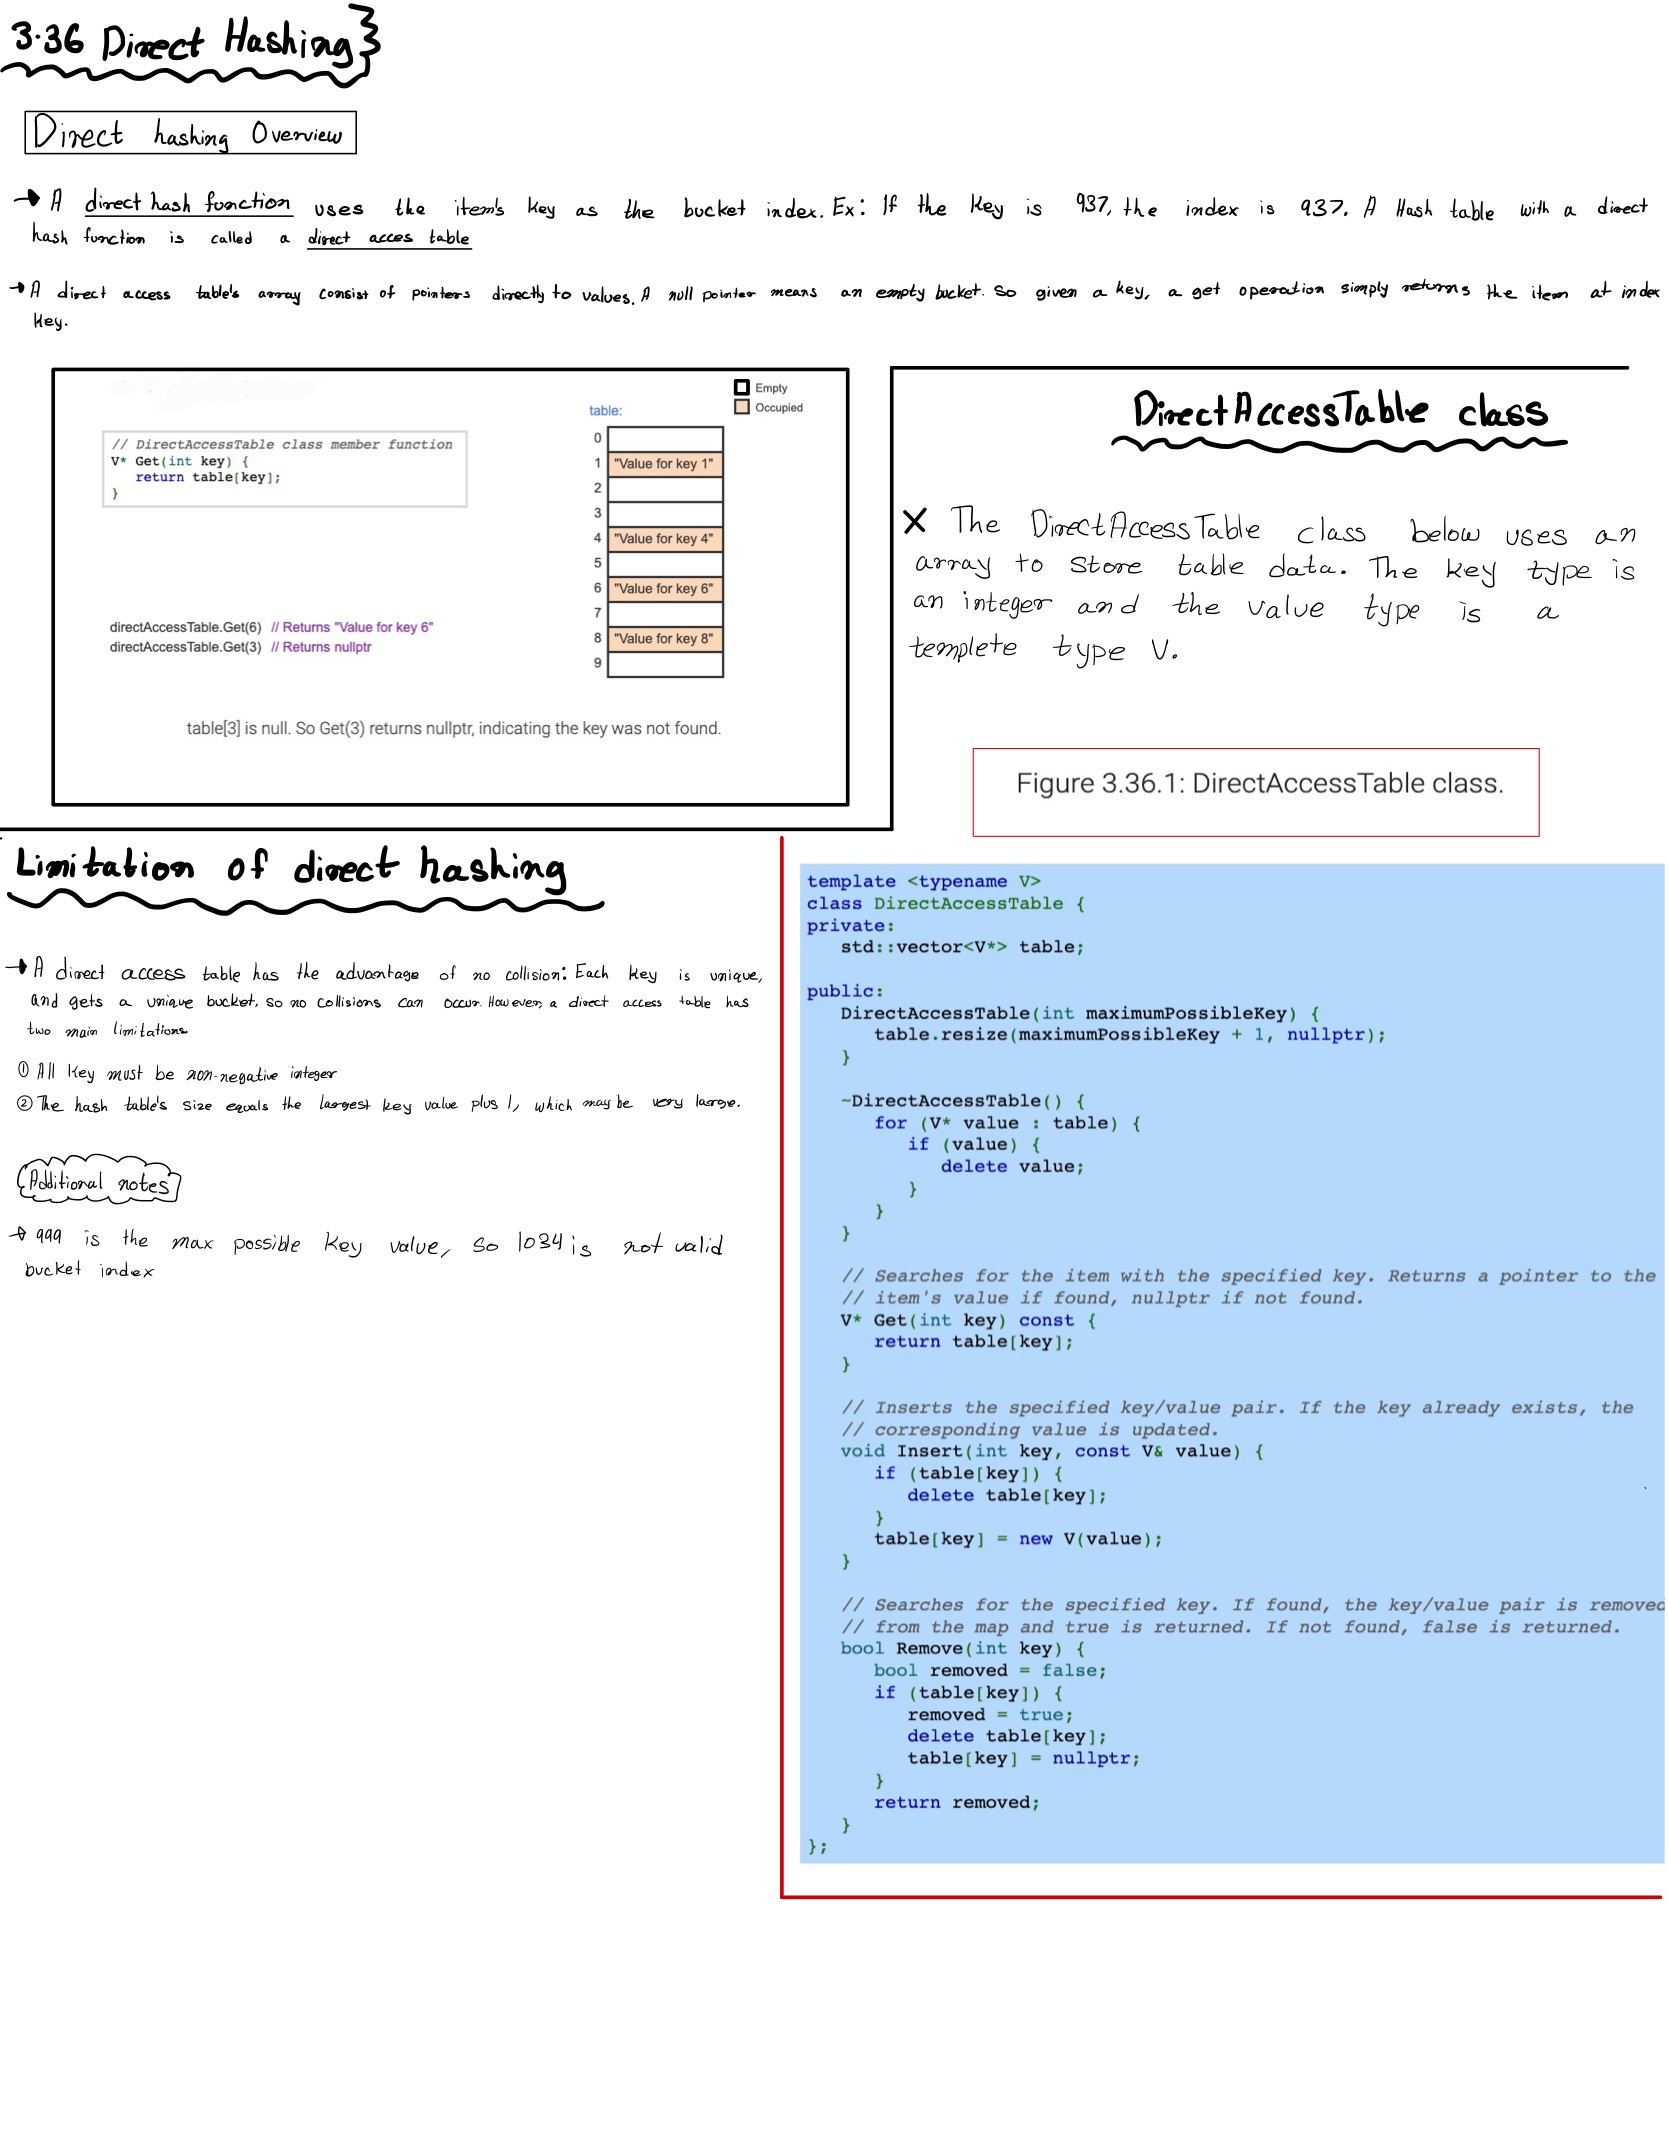 3.36 Direct Hashing}
Direct hashing Overview
→ A direct hash function uses the item's key as the bucket index. Ex: If the key is 937, the index is 937. A Hash table with a direct
hash function is called a direct acces table
→ A direct access table's array consist of pointers directly to values. A null pointer means an empty bucket. So given a key, a get operation simply returns the item at index
Key.
Empty
Occupied
table:
// DirectAccessTable class member function
V* Get(int key) {
return table[key];
}
0
1 "Value for key 1"
2
3
4 "Value for key 4"
5
6 "Value for key 6"
7
8 "Value for key 8"
9
directAccessTable.Get(6) // Returns "Value for key 6"
directAccessTable.Get(3) // Returns nullptr
table[3] is null. So Get(3) returns nullptr, indicating the key was not found.
DirectAccessTable class
X The DirectAccessTable class below uses an
array to store table data. The key type is
an integer and the value type is a
templete type V.
Figure 3.36.1: DirectAccessTable class.
Limitation of direct hashing
→ A direct access table has the advantage of no collision: Each key is unique,
and gets a unique bucket, so no collisions can occur. However, a direct access table has
two main limitations
① All Key must be non-negative integer
② The hash table's size equals the largest key value plus 1, which may be very large.
Additional notes
→ 999 is the max possible key value, so 1034 is not valid
bucket index
template <typename V>
class DirectAccessTable {
private:
std::vector<V*> table;
public:
DirectAccessTable(int maximumPossibleKey) {
table.resize(maximumPossibleKey + 1, nullptr);
}
~DirectAccessTable() {
for (V* value : table) {
if (value) {
delete value;
}
}
}
// Searches for the item with the specified key. Returns a pointer to the
// item's value if found, nullptr if not found.
V* Get(int key) const {
return table[key];
}
// Inserts the specified key/value pair. If the key already exists, the
// corresponding value is updated.
void Insert(int key, const V& value) {
if (table[key]) {
delete table[key];
}
table[key] = new V(value);
}
// Searches for the specified key. If found, the key/value pair is removed
// from the map and true is returned. If not found, false is returned.
bool Remove(int key) {
bool removed = false;
if (table[key]) {
removed = true;
delete table[key];
table[key] = nullptr;
}
return removed;
}
};